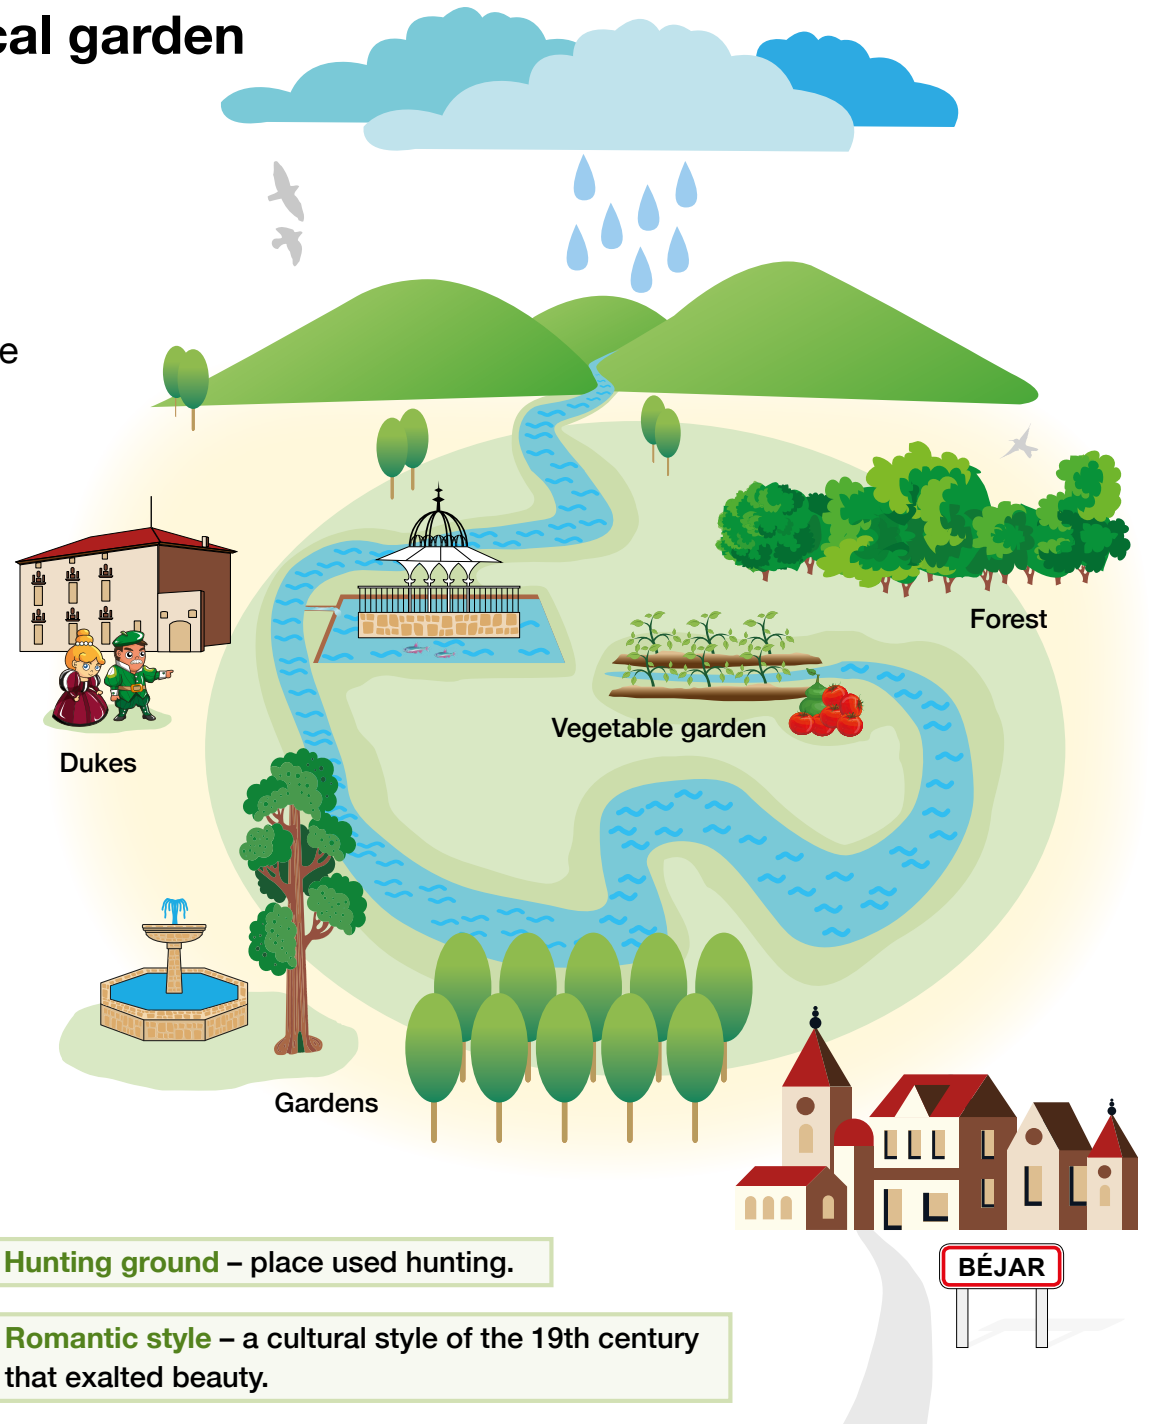 cal garden
e
Forest
Vegetable garden
Dukes
Gardens
Hunting ground – place used hunting.
BÉJAR
Romantic style – a cultural style of the 19th century
that exalted beauty.